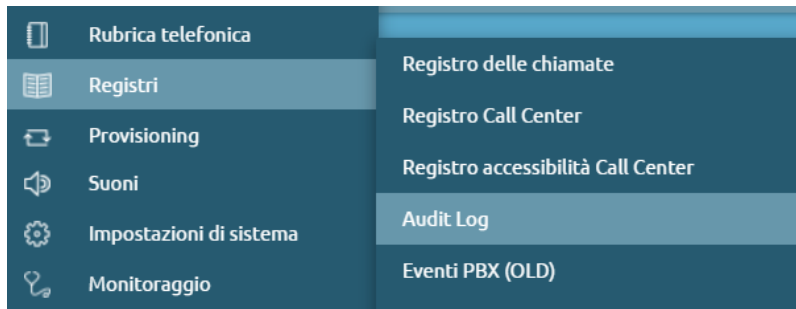 Rubrica telefonica
Registri
Provisioning
Suoni
Impostazioni di sistema
Monitoraggio
Registro delle chiamate
Registro Call Center
Registro accessibilità Call Center
Audit Log
Eventi PBX (OLD)